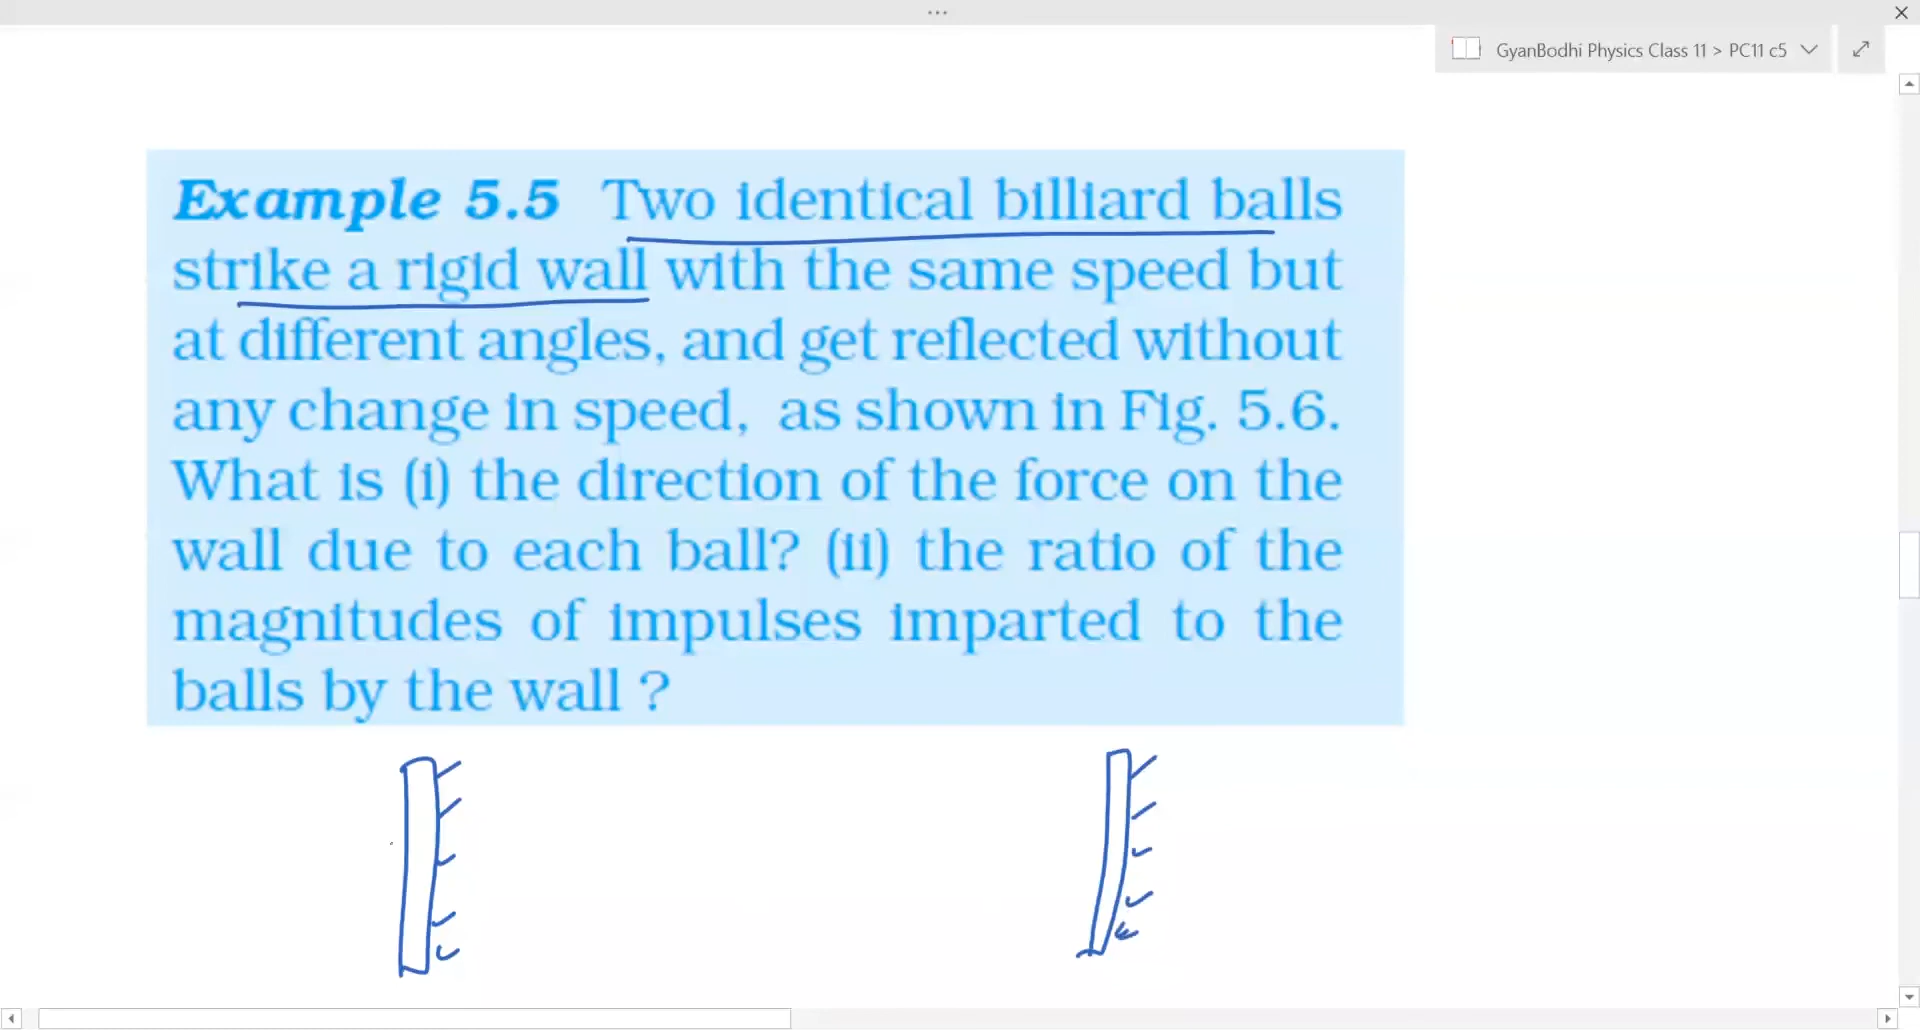 GyanBodhi Physics Class 11 > PC11 c5
Example 5.5 Two identical billiard balls
strike a rigid wall with the same speed but
at different angles, and get reflected without
any change in speed, as shown in Fig. 5.6.
What is (i) the direction of the force on the
wall due to each ball? (ii) the ratio of the
magnitudes of impulses imparted to the
balls by the wall ?